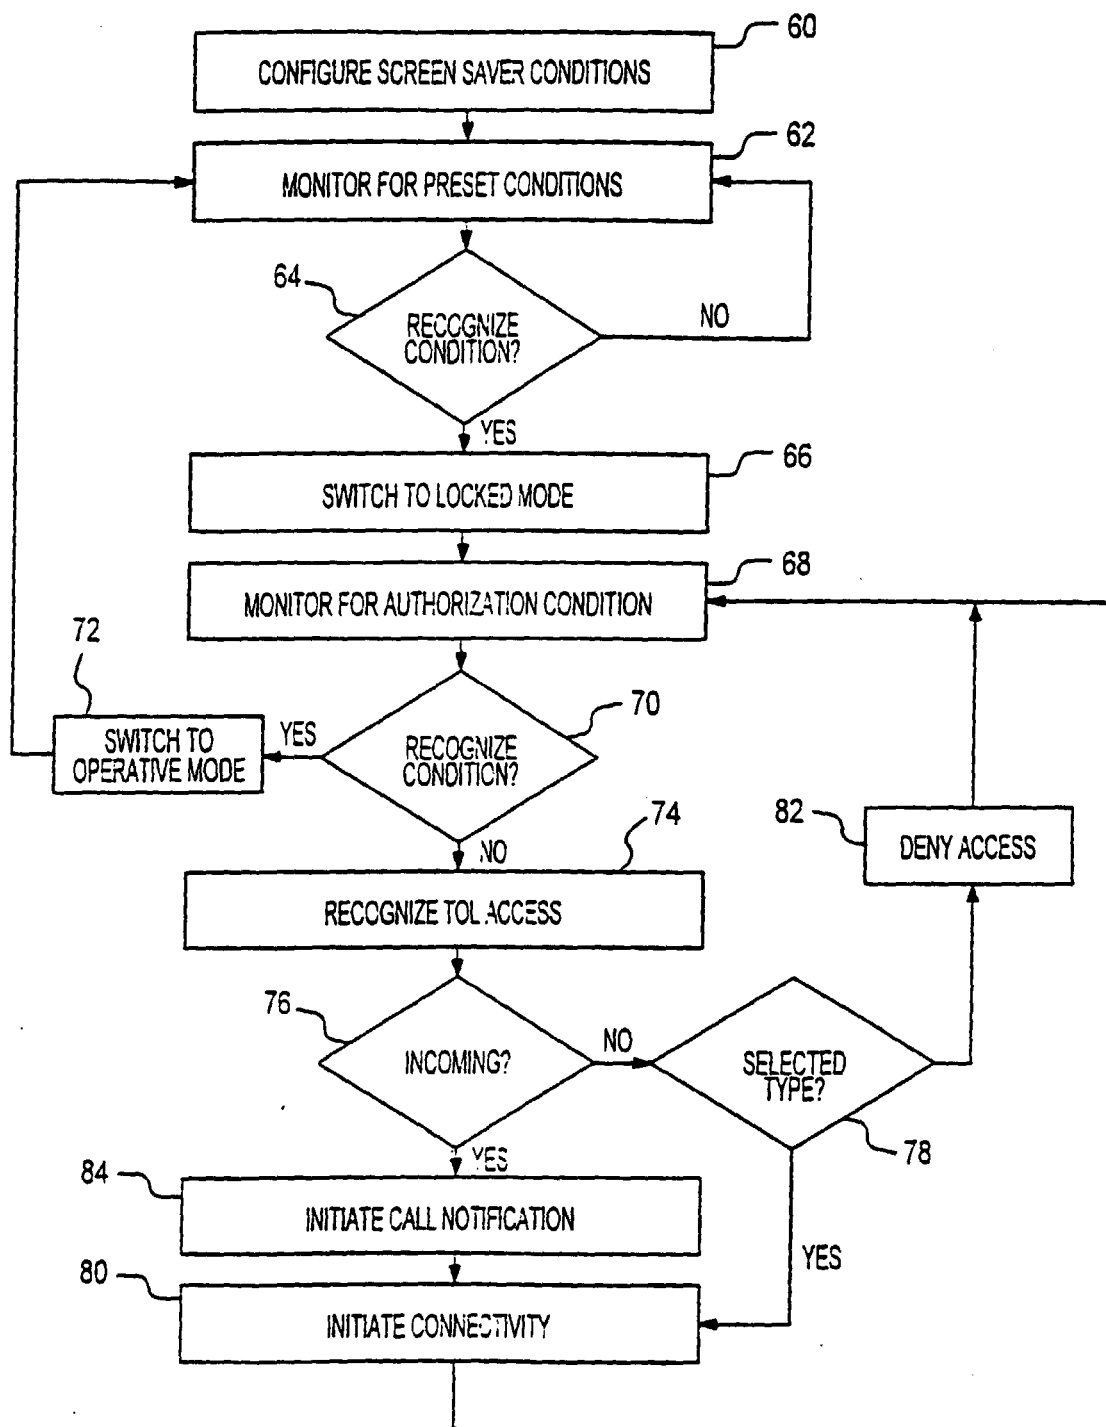 60
CONFIGURE SCREEN SAVER CONDITIONS
62
MONITOR FOR PRESET CONDITIONS
64
RECOGNIZE
CONDITION?
NO
YES
66
SWITCH TO LOCKED MODE
68
MONITOR FOR AUTHORIZATION CONDITION
72
SWITCH TO
OPERATIVE MODE
YES
70
RECOGNIZE
CONDITION?
NO
74
RECOGNIZE TOL ACCESS
82
DENY ACCESS
76
INCOMING?
NO
SELECTED
TYPE?
78
YES
84
INITIATE CALL NOTIFICATION
YES
80
INITIATE CONNECTIVITY